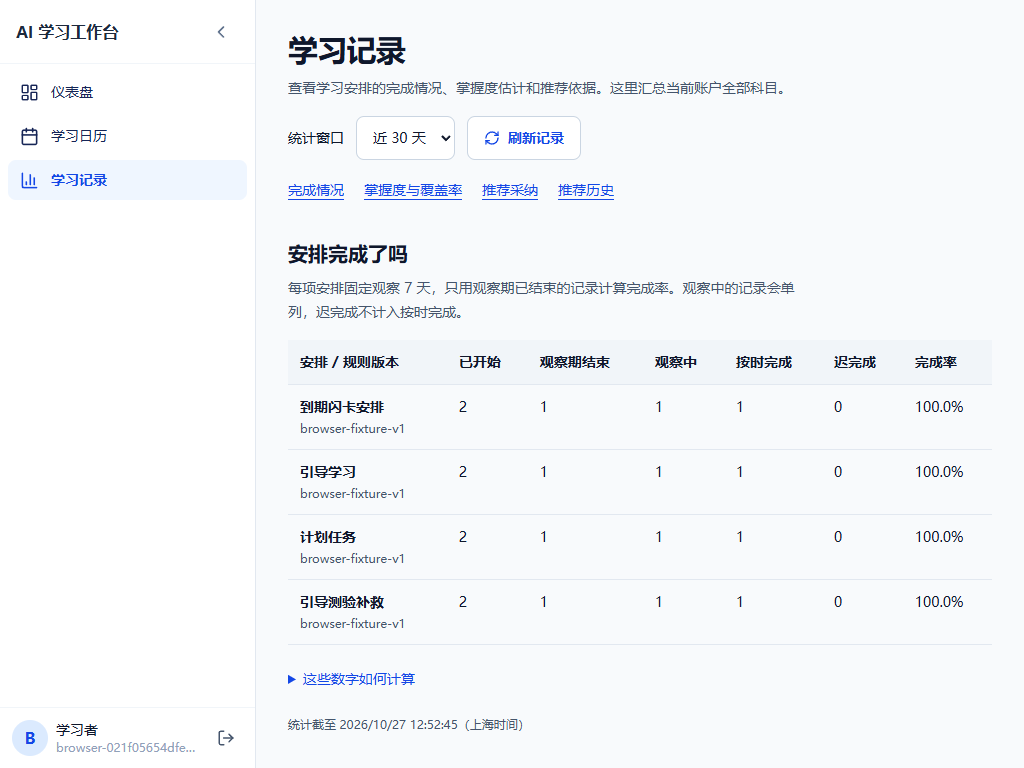 AI 学习工作台
仪表盘
学习日历
学习记录
学习记录
查看学习安排的完成情况、掌握度估计和推荐依据。这里汇总当前账户全部科目。
统计窗口 近 30 天 刷新记录
完成情况 掌握度与覆盖率 推荐采纳 推荐历史
安排完成了吗
每项安排固定观察 7 天，只用观察期已结束的记录计算完成率。观察中的记录会单
列，迟完成不计入按时完成。
安排 / 规则版本 已开始 观察期结束 观察中 按时完成 迟完成 完成率
到期闪卡安排 2 1 1 1 0 100.0%
browser-fixture-v1
引导学习 2 1 1 1 0 100.0%
browser-fixture-v1
计划任务 2 1 1 1 0 100.0%
browser-fixture-v1
引导测验补救 2 1 1 1 0 100.0%
browser-fixture-v1
这些数字如何计算
统计截至 2026/10/27 12:52:45（上海时间）
B
学习者
browser-021f05654dfe...